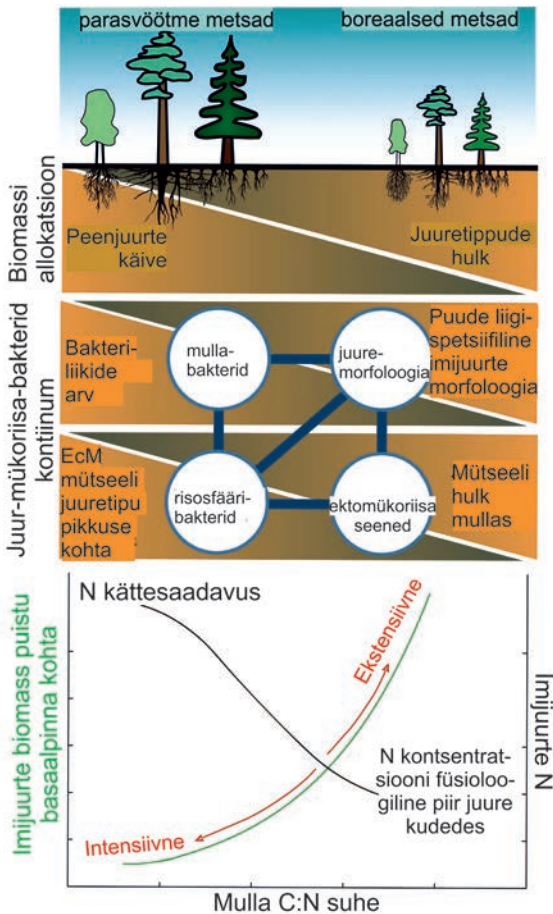 parasvöötme metsad
boreaalsed metsad
Biomassi
allokatsioon
Peenjuurte
käive
Juuretippude
hulk
Juur-mükoriisa-bakterid
kontiinum
Bakteri-
liikide
arv
mulla-
bakterid
juure-
morfoloogia
Puude liigi-
spetsiifiline
imijuurte
morfoloogia
EcM
mütseeli
juuretipu
pikkuse
kohta
risosfääri-
bakterid
ektomükoriisa
seened
Mütseeli
hulk
mullas
Imijuurte biomass puistu
basaalpinna kohta
N kättesaadavus
Ekstensiivne
Intensiivne
N kontsentrat-
siooni füsioloo-
giline piir juure
kudedes
Imijuurte N
Mulla C:N suhe